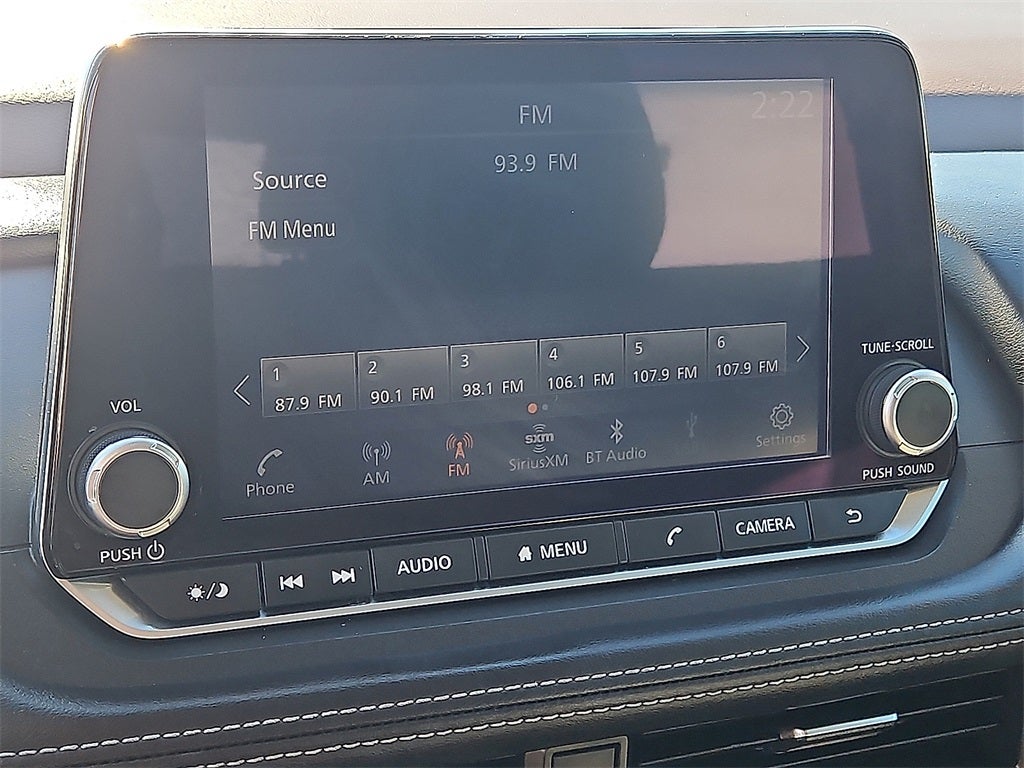 FM
2:22
93.9 FM
Source
FM Menu
1 2 3 4 5 6
87.9 FM 90.1 FM 98.1 FM 106.1 FM 107.9 FM 107.9 FM
TUNE·SCROLL
VOL
Phone AM FM sxm SiriusXM BT Audio Settings
PUSH SOUND
PUSH
AUDIO MENU CAMERA